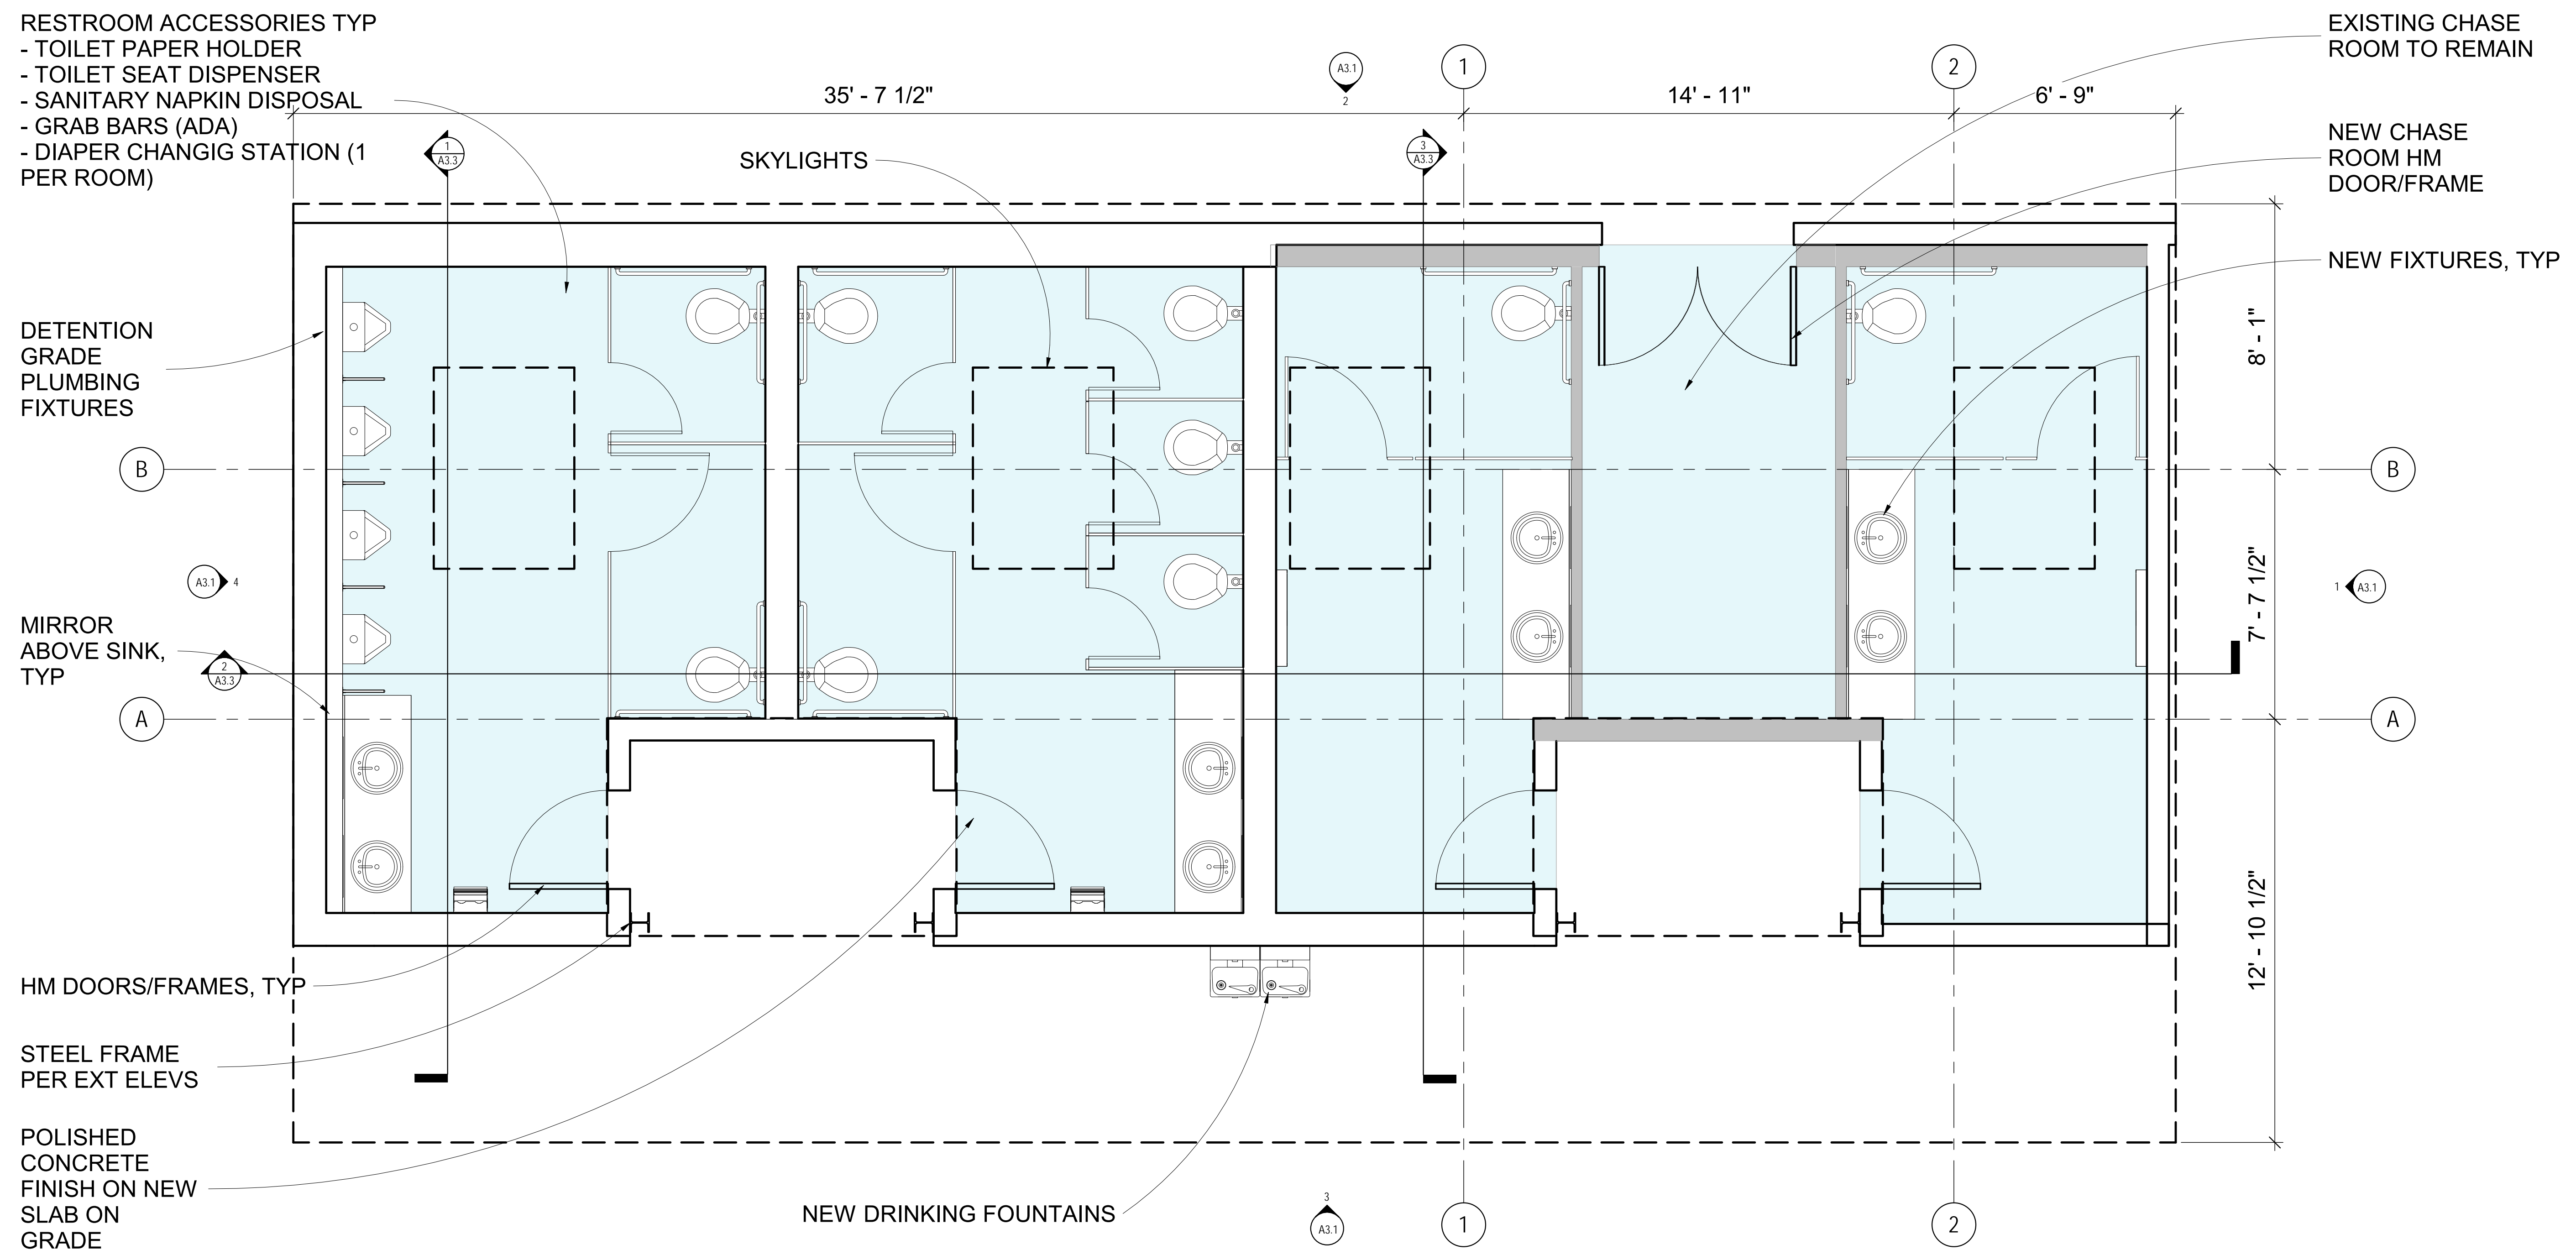 RESTROOM ACCESSORIES TYP
- TOILET PAPER HOLDER
- TOILET SEAT DISPENSER
- SANITARY NAPKIN DISPOSAL
- GRAB BARS (ADA)
- DIAPER CHANGIG STATION (1
PER ROOM)
EXISTING CHASE
ROOM TO REMAIN
A3.1
2
1
2
35' - 7 1/2"
14' - 11"
6' - 9"
NEW CHASE
ROOM HM
DOOR/FRAME
1
A3.3
SKYLIGHTS
3
A3.3
NEW FIXTURES, TYP
DETENTION
GRADE
PLUMBING
FIXTURES
8' - 1"
B
B
A3.1
4
1
A3.1
7' - 7 1/2"
MIRROR
ABOVE SINK,
TYP
2
A3.3
A
A
12' - 10 1/2"
HM DOORS/FRAMES, TYP
STEEL FRAME
PER EXT ELEVS
POLISHED
CONCRETE
FINISH ON NEW
SLAB ON
GRADE
NEW DRINKING FOUNTAINS
3
A3.1
1
2